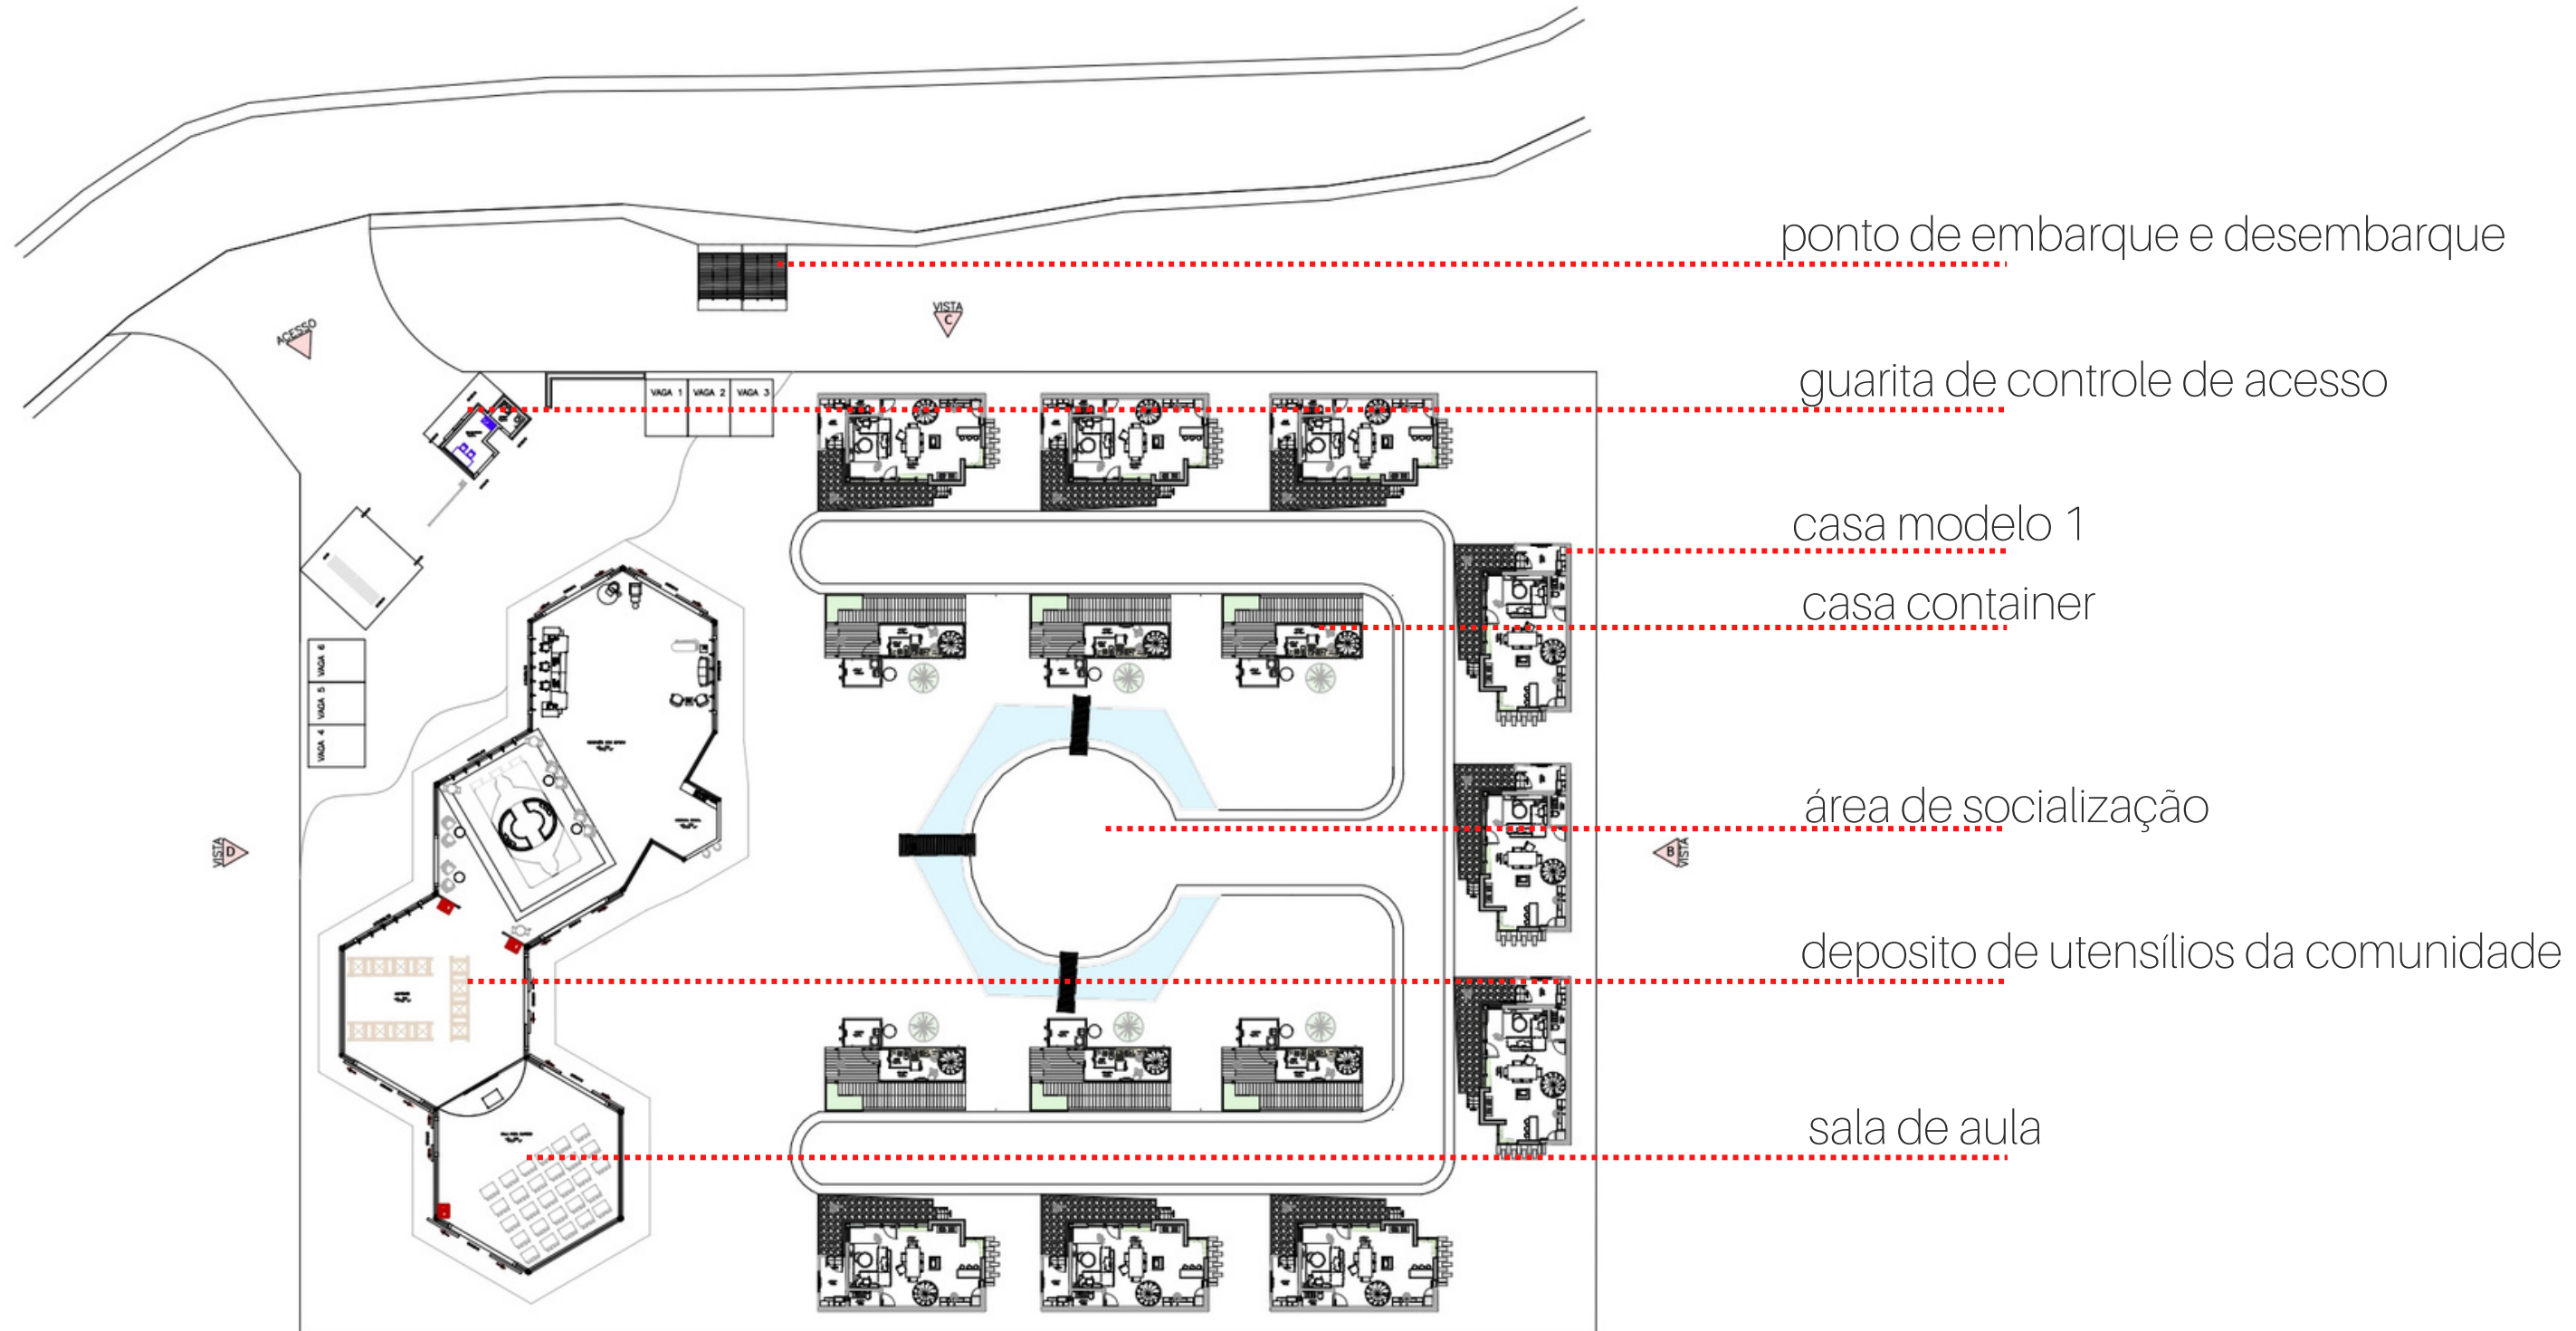 ponto de embarque e desembarque
ACESSO
VISTA
C
guarita de controle de acesso
VAGA 1
VAGA 2
VAGA 3
casa modelo 1
casa container
VAGA 6
VAGA 5
VAGA 4
área de socialização
VISTA
D
B
VISTA
deposito de utensílios da comunidade
sala de aula